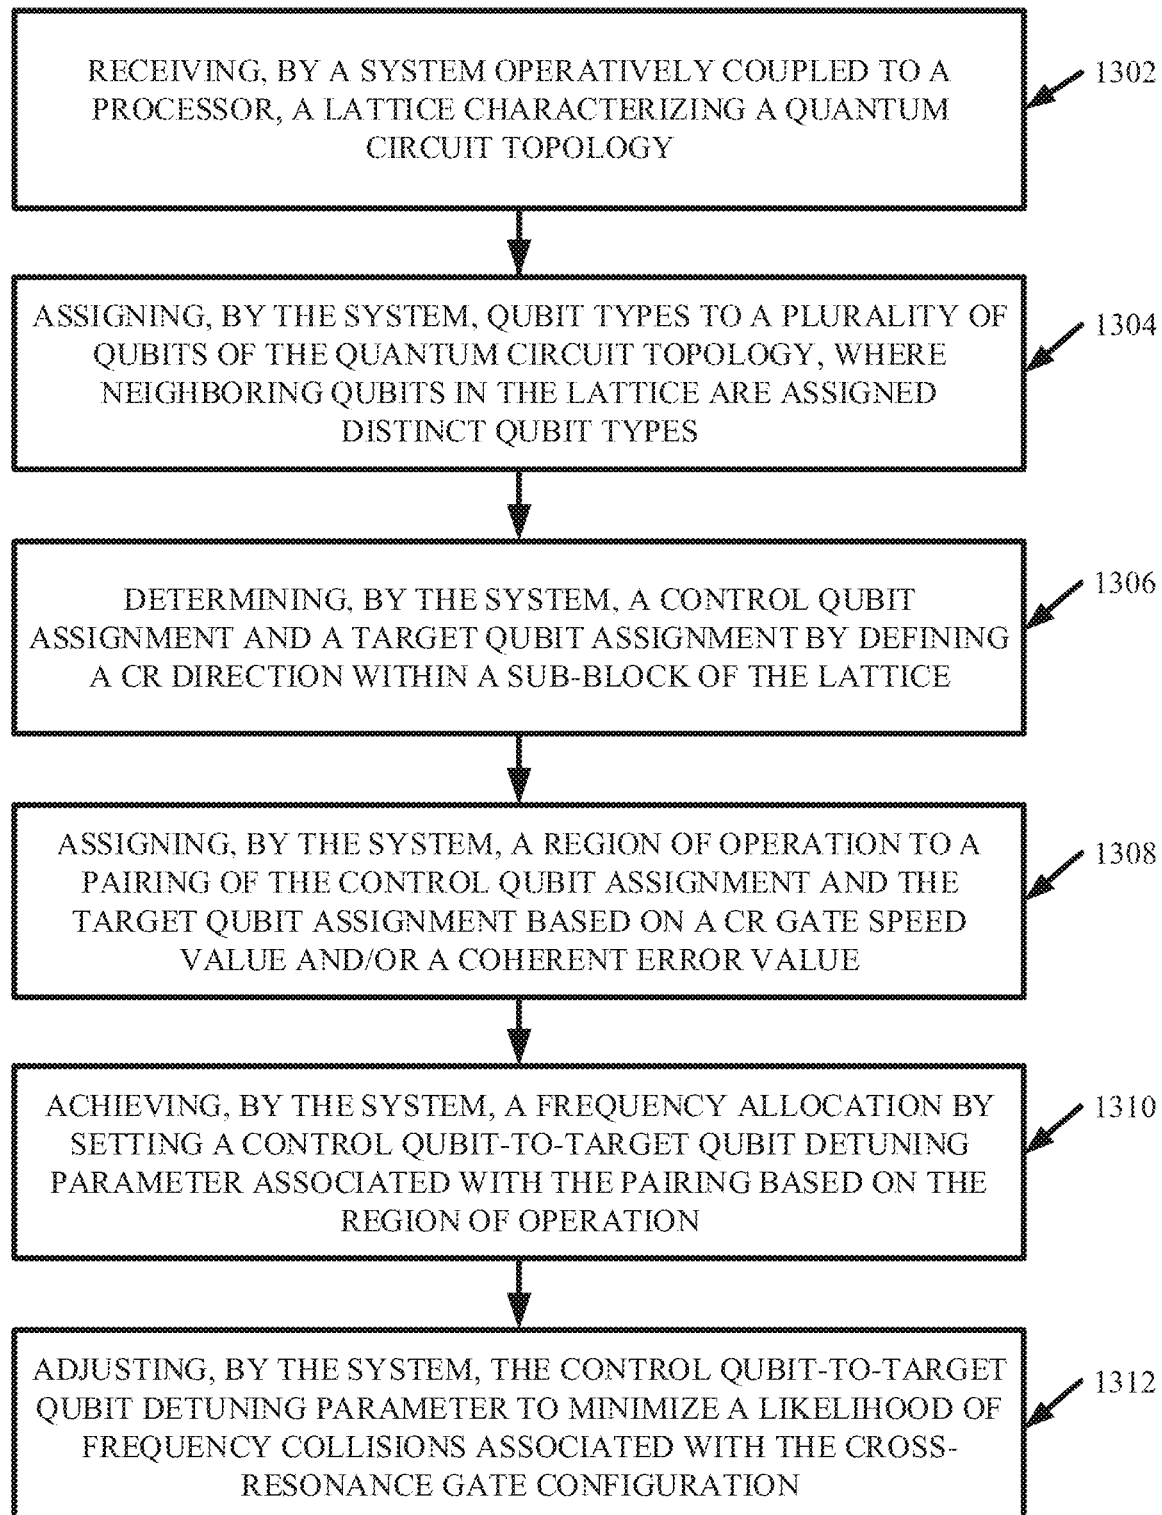 RECEIVING, BY A SYSTEM OPERATIVELY COUPLED TO A
PROCESSOR, A LATTICE CHARACTERIZING A QUANTUM
CIRCUIT TOPOLOGY
1302
ASSIGNING, BY THE SYSTEM, QUBIT TYPES TO A PLURALITY OF
QUBITS OF THE QUANTUM CIRCUIT TOPOLOGY, WHERE
NEIGHBORING QUBITS IN THE LATTICE ARE ASSIGNED
DISTINCT QUBIT TYPES
1304
DETERMINING, BY THE SYSTEM, A CONTROL QUBIT
ASSIGNMENT AND A TARGET QUBIT ASSIGNMENT BY DEFINING
A CR DIRECTION WITHIN A SUB-BLOCK OF THE LATTICE
1306
ASSIGNING, BY THE SYSTEM, A REGION OF OPERATION TO A
PAIRING OF THE CONTROL QUBIT ASSIGNMENT AND THE
TARGET QUBIT ASSIGNMENT BASED ON A CR GATE SPEED
VALUE AND/OR A COHERENT ERROR VALUE
1308
ACHIEVING, BY THE SYSTEM, A FREQUENCY ALLOCATION BY
SETTING A CONTROL QUBIT-TO-TARGET QUBIT DETUNING
PARAMETER ASSOCIATED WITH THE PAIRING BASED ON THE
REGION OF OPERATION
1310
ADJUSTING, BY THE SYSTEM, THE CONTROL QUBIT-TO-TARGET
QUBIT DETUNING PARAMETER TO MINIMIZE A LIKELIHOOD OF
FREQUENCY COLLISIONS ASSOCIATED WITH THE CROSS-
RESONANCE GATE CONFIGURATION
1312